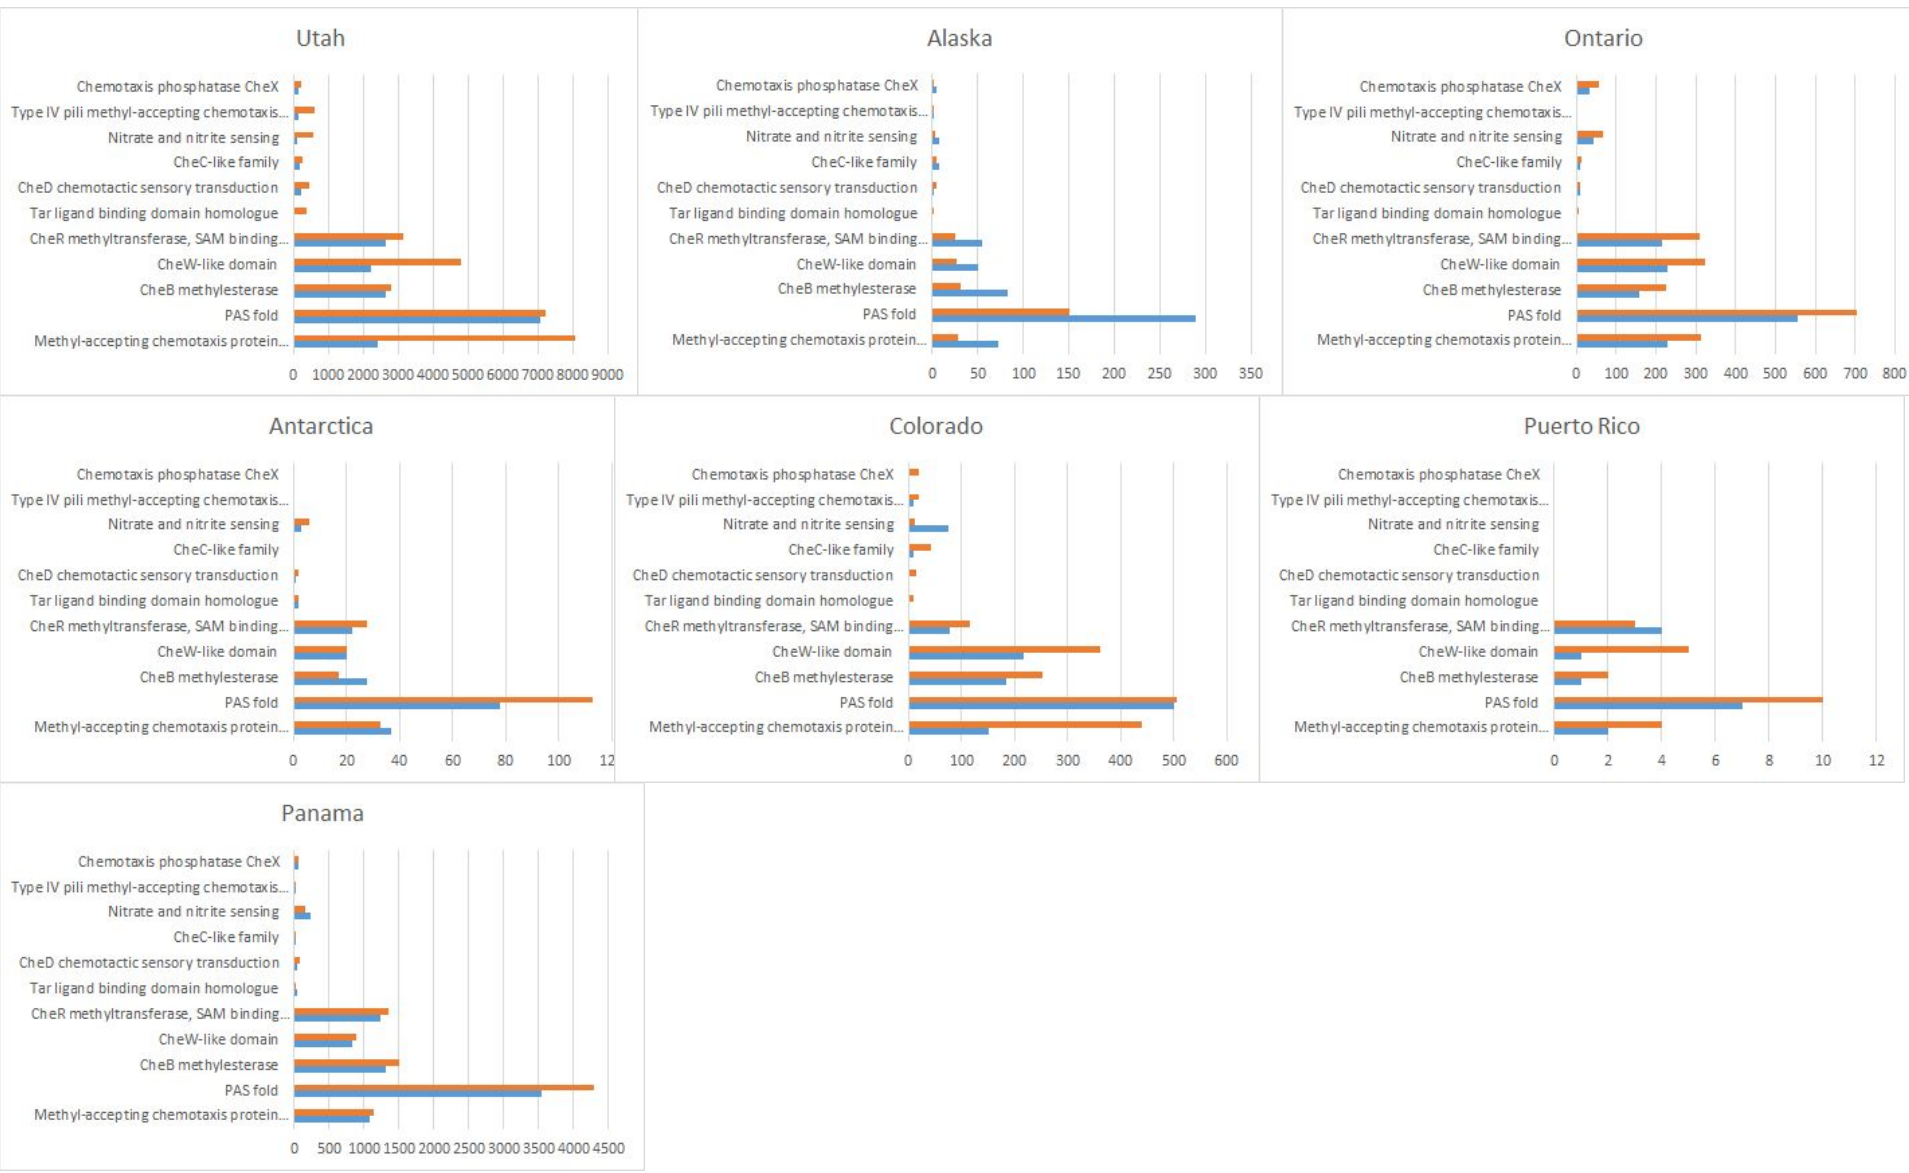 Utah
Chemotaxis phosphatase CheX
Type IV pili methyl-accepting chemotaxis...
Nitrate and nitrite sensing
CheC-like family
CheD chemotactic sensory transduction
Tar ligand binding domain homologue
CheR methyltransferase, SAM binding...
CheW-like domain
CheB methylesterase
PAS fold
Methyl-accepting chemotaxis protein...
0 1000 2000 3000 4000 5000 6000 7000 8000 9000
Alaska
Chemotaxis phosphatase CheX
Type IV pili methyl-accepting chemotaxis...
Nitrate and nitrite sensing
CheC-like family
CheD chemotactic sensory transduction
Tar ligand binding domain homologue
CheR methyltransferase, SAM binding...
CheW-like domain
CheB methylesterase
PAS fold
Methyl-accepting chemotaxis protein...
0 50 100 150 200 250 300 350
Ontario
Chemotaxis phosphatase CheX
Type IV pili methyl-accepting chemotaxis...
Nitrate and nitrite sensing
CheC-like family
CheD chemotactic sensory transduction
Tar ligand binding domain homologue
CheR methyltransferase, SAM binding...
CheW-like domain
CheB methylesterase
PAS fold
Methyl-accepting chemotaxis protein...
0 100 200 300 400 500 600 700 800
Antarctica
Chemotaxis phosphatase CheX
Type IV pili methyl-accepting chemotaxis...
Nitrate and nitrite sensing
CheC-like family
CheD chemotactic sensory transduction
Tar ligand binding domain homologue
CheR methyltransferase, SAM binding...
CheW-like domain
CheB methylesterase
PAS fold
Methyl-accepting chemotaxis protein...
0 20 40 60 80 100 12
Colorado
Chemotaxis phosphatase CheX
Type IV pili methyl-accepting chemotaxis...
Nitrate and nitrite sensing
CheC-like family
CheD chemotactic sensory transduction
Tar ligand binding domain homologue
CheR methyltransferase, SAM binding...
CheW-like domain
CheB methylesterase
PAS fold
Methyl-accepting chemotaxis protein...
0 100 200 300 400 500 600
Puerto Rico
Chemotaxis phosphatase CheX
Type IV pili methyl-accepting chemotaxis...
Nitrate and nitrite sensing
CheC-like family
CheD chemotactic sensory transduction
Tar ligand binding domain homologue
CheR methyltransferase, SAM binding...
CheW-like domain
CheB methylesterase
PAS fold
Methyl-accepting chemotaxis protein...
0 2 4 6 8 10 12
Panama
Chemotaxis phosphatase CheX
Type IV pili methyl-accepting chemotaxis...
Nitrate and nitrite sensing
CheC-like family
CheD chemotactic sensory transduction
Tar ligand binding domain homologue
CheR methyltransferase, SAM binding...
CheW-like domain
CheB methylesterase
PAS fold
Methyl-accepting chemotaxis protein...
0 500 1000 1500 2000 2500 3000 3500 4000 4500